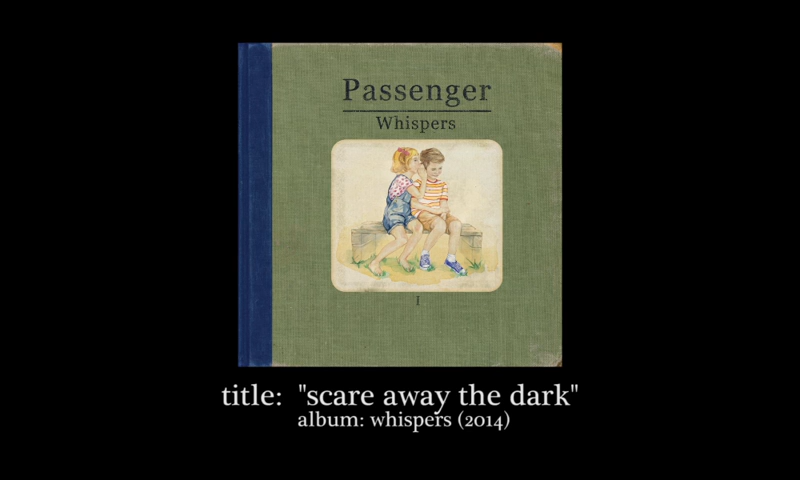 Passenger
Whispers
I
title: "scare away the dark"
album: whispers (2014)